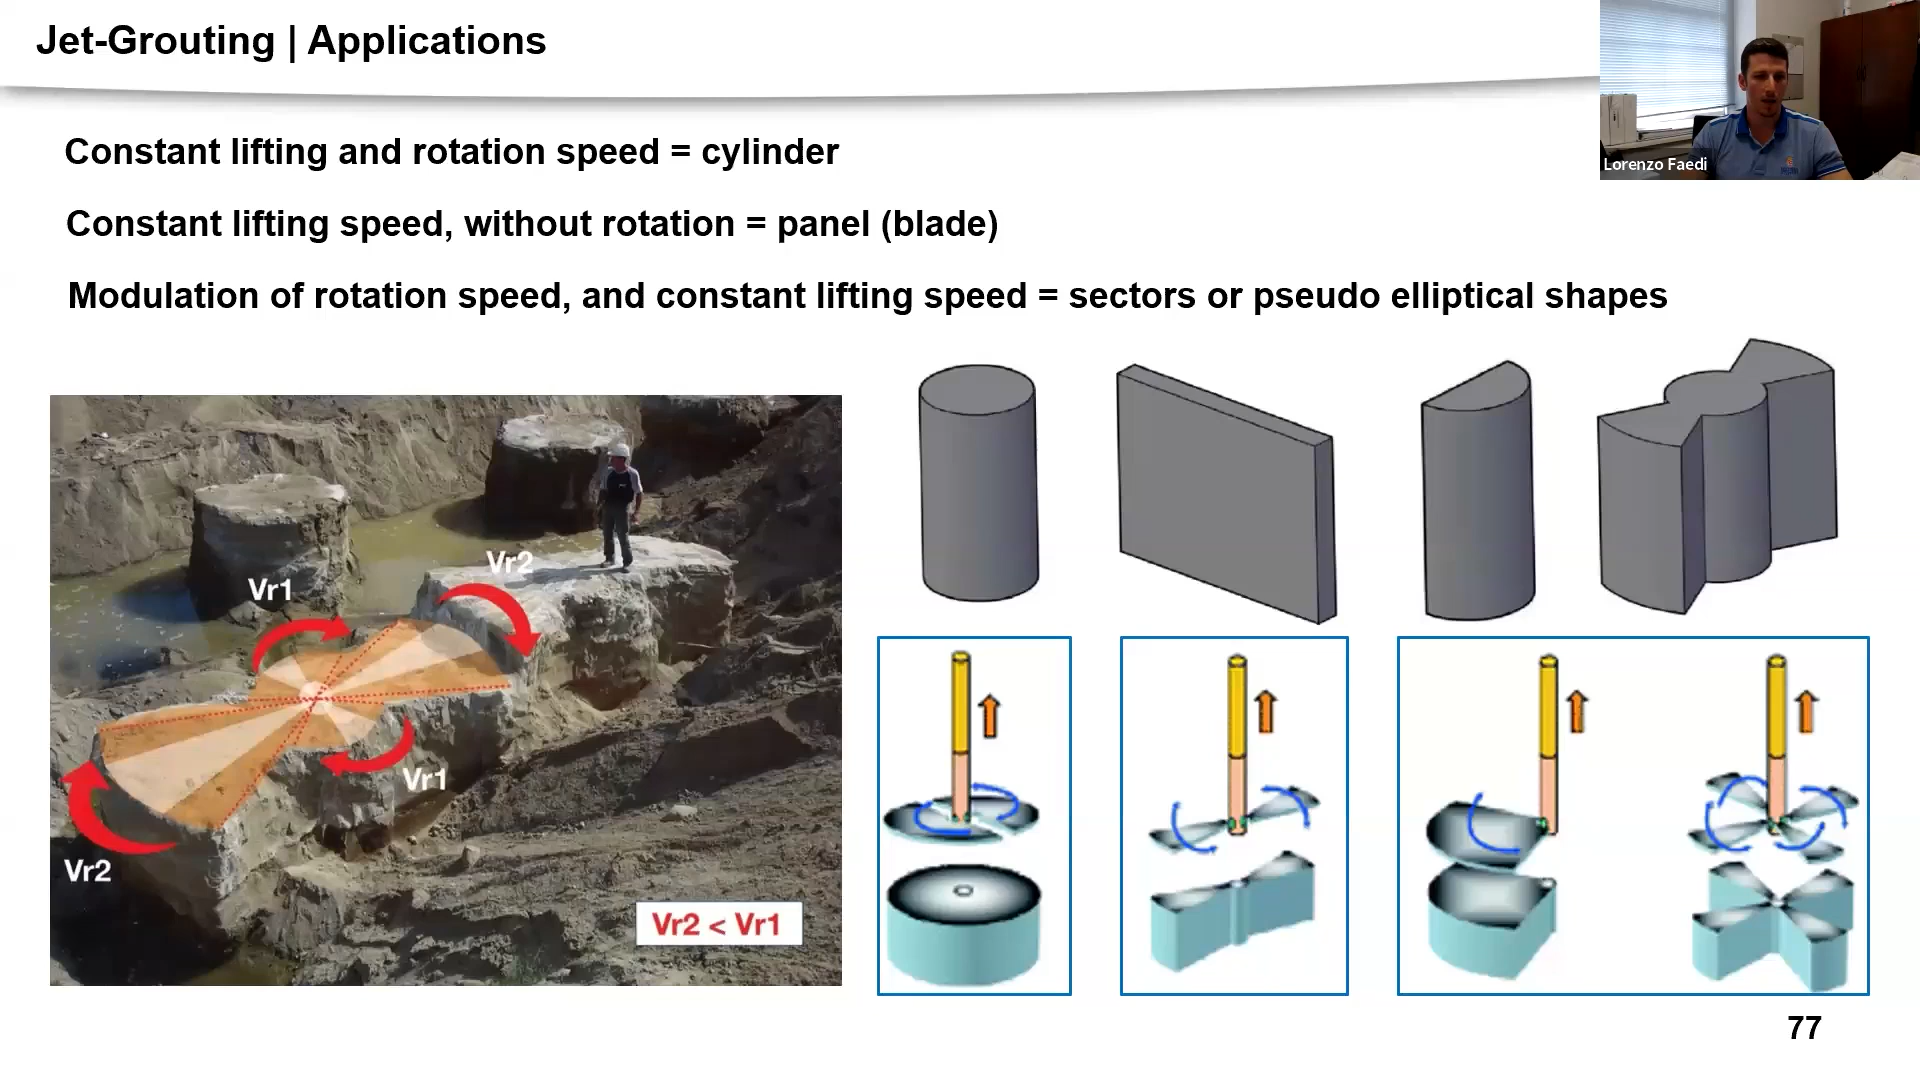 Jet-Grouting | Applications
Lorenzo Faedi
Constant lifting and rotation speed = cylinder
Constant lifting speed, without rotation = panel (blade)
Modulation of rotation speed, and constant lifting speed = sectors or pseudo elliptical shapes
Vr2
Vr1
Vr1
Vr2
Vr2 < Vr1
77